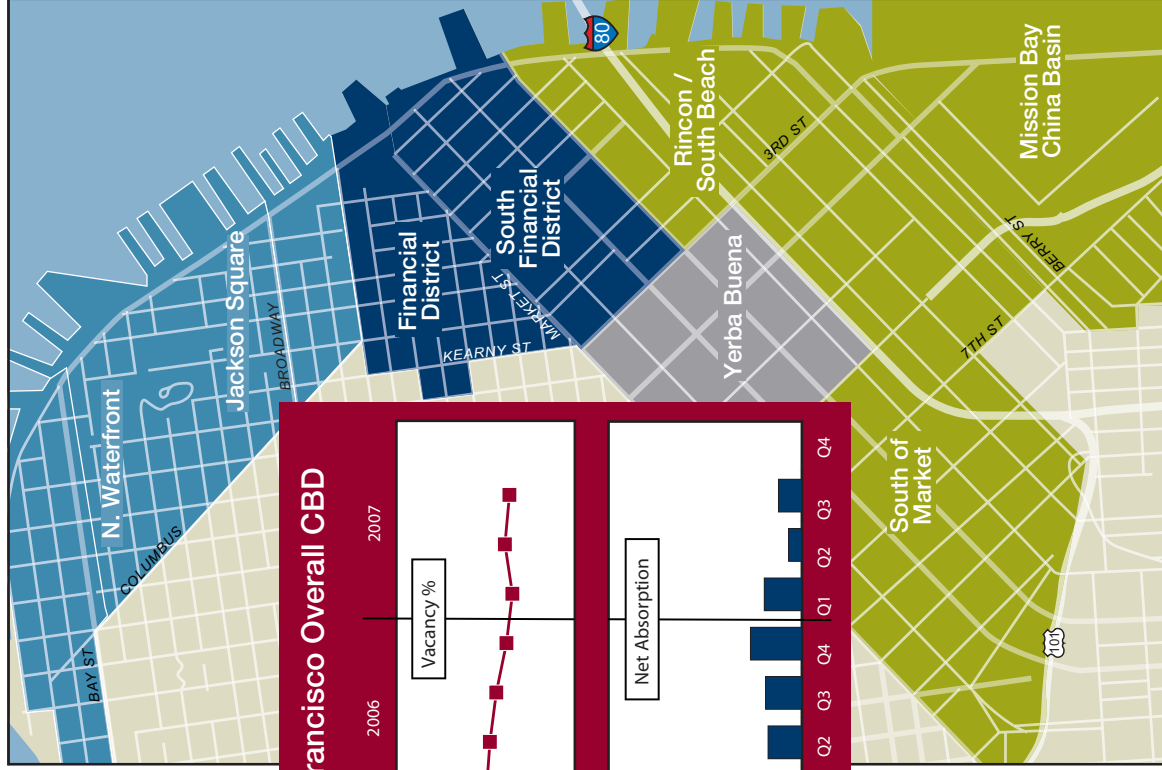 BAY ST
N. Waterfront
COLUMBUS
Jackson Square
BROADWAY
Financial
District
KEARNY ST
MARKET ST
South
Financial
District
80
Rincon /
South Beach
Yerba Buena
3RD ST
South of
Market
7TH ST
BERRY ST
Mission Bay
China Basin
101
rancisco Overall CBD
2006
2007
Vacancy %
Net Absorption
Q2
Q3
Q4
Q1
Q2
Q3
Q4